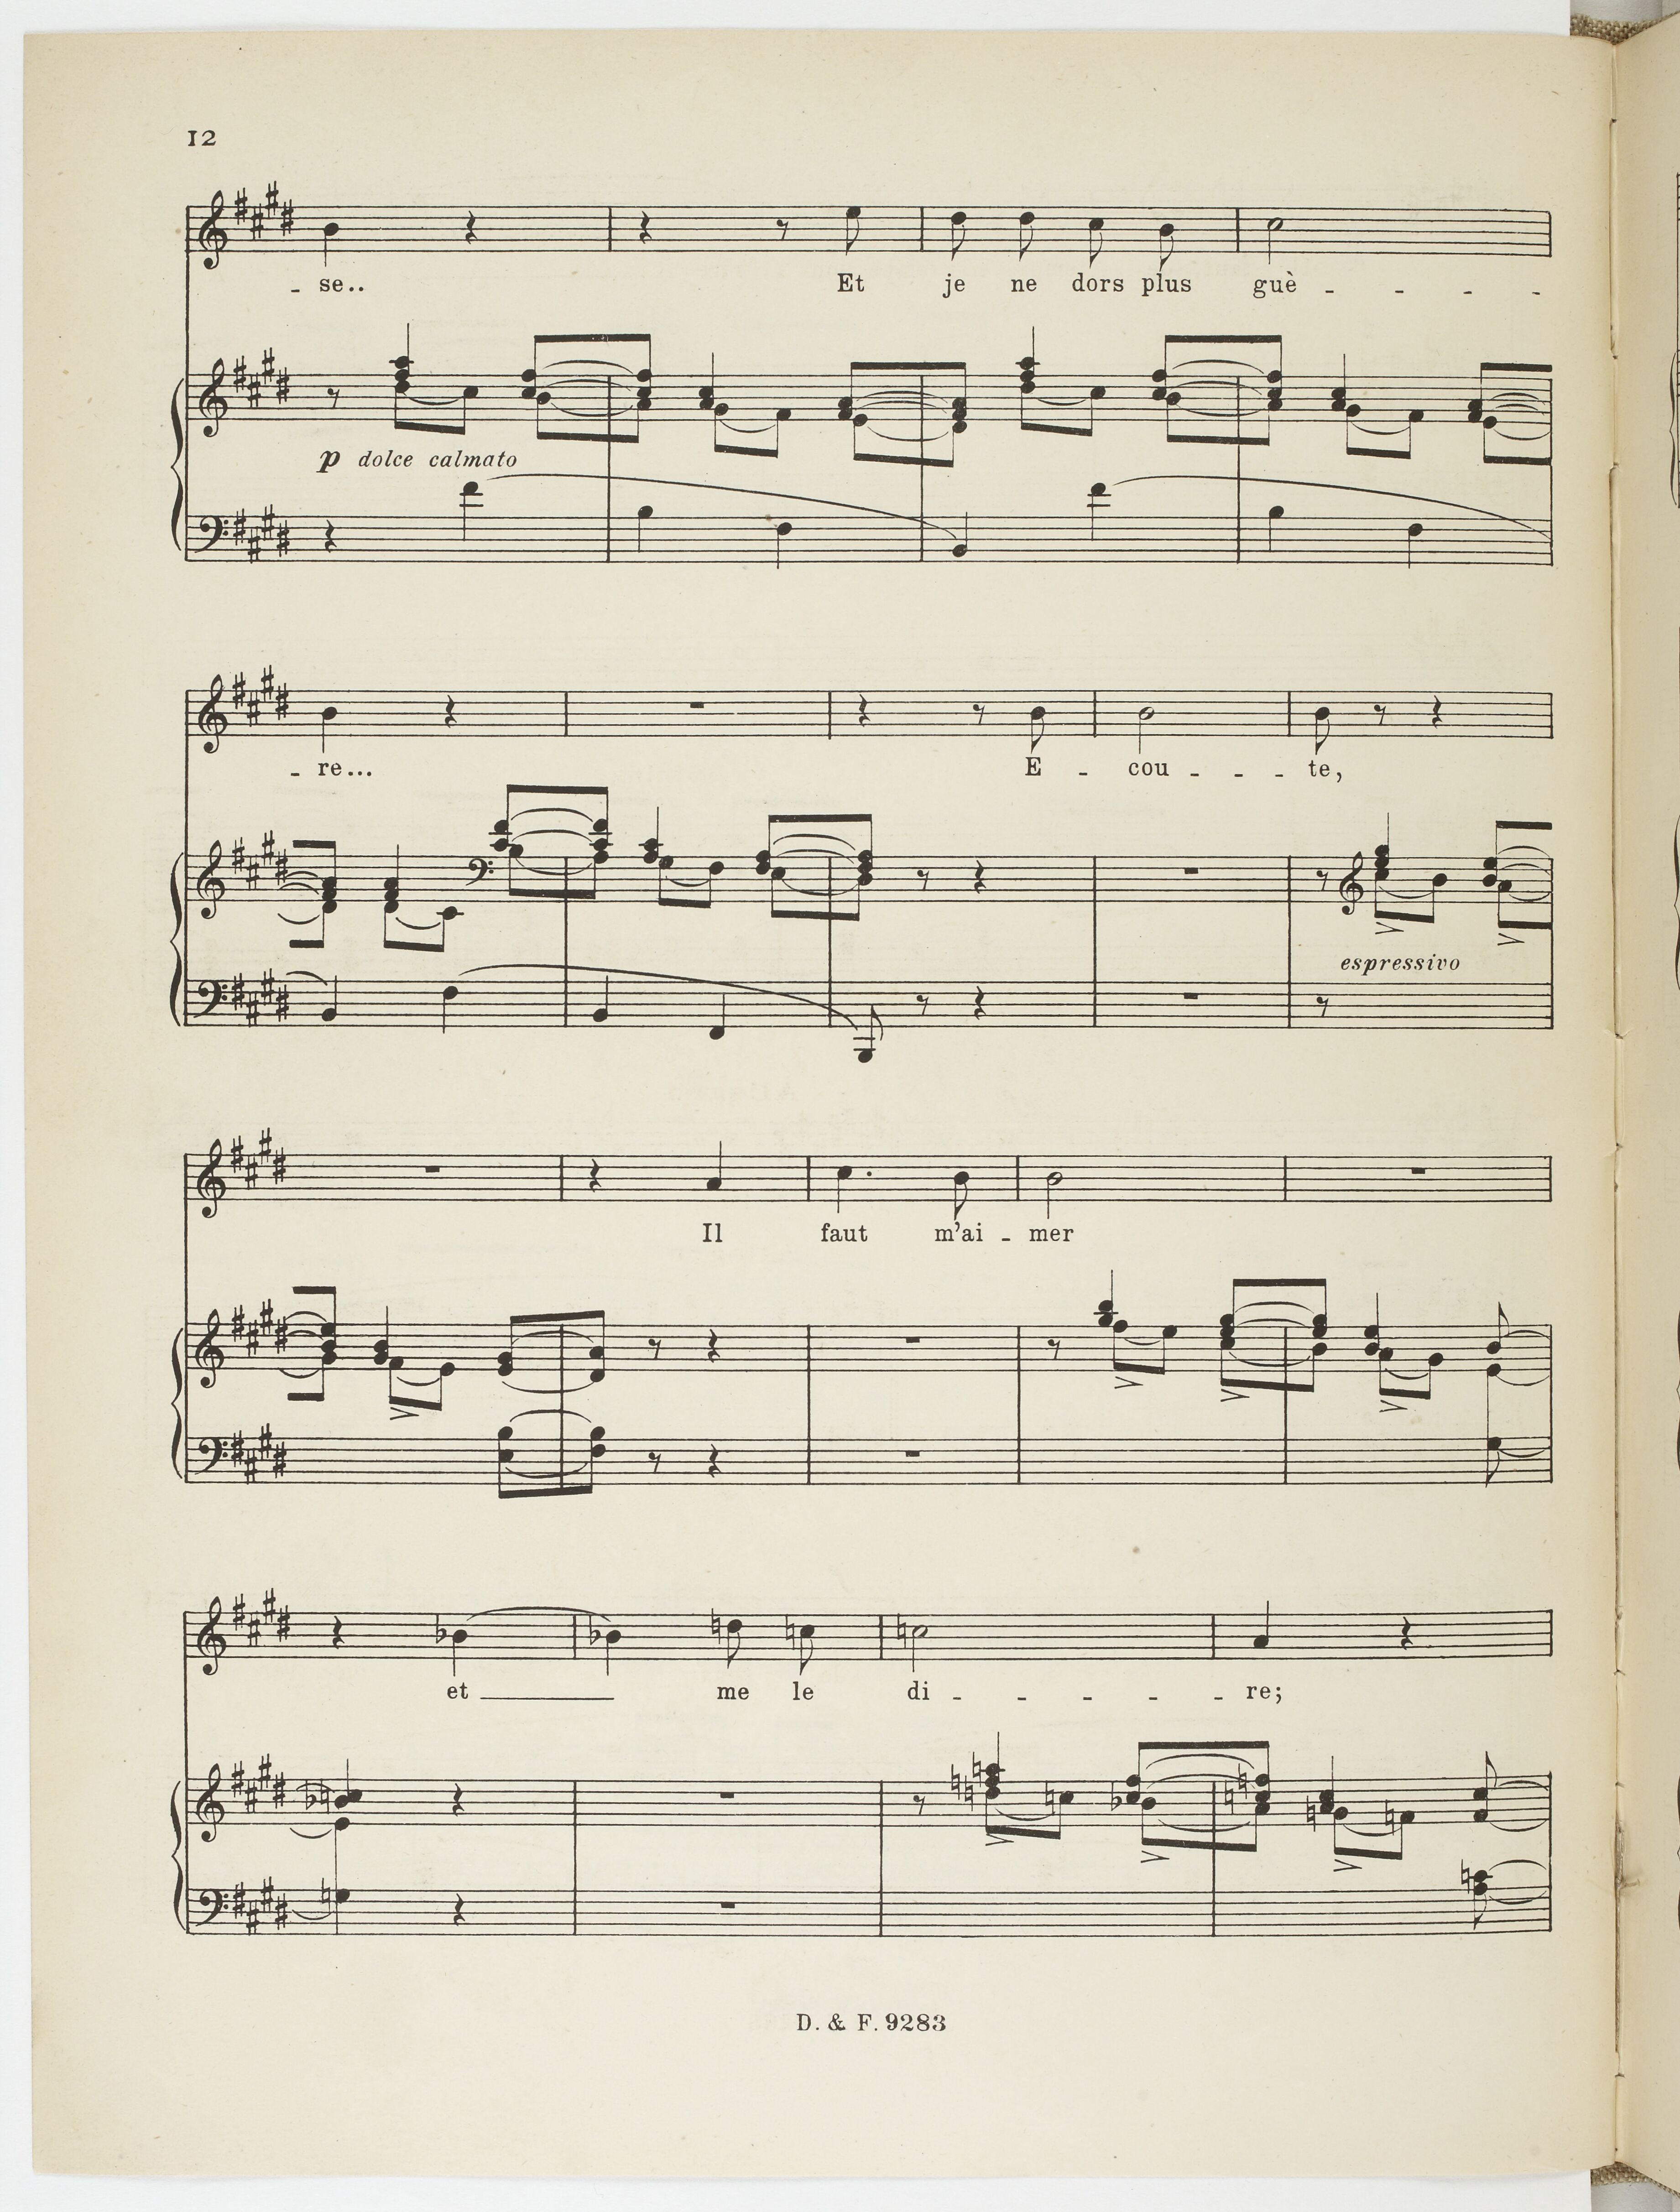 12
- se.. Et je ne dors plus guè - - - -
p dolce calmato
- re... E - cou - - - te,
espressivo
Il faut m'ai - mer
et me le di - - - - - re;
D. & F. 9283